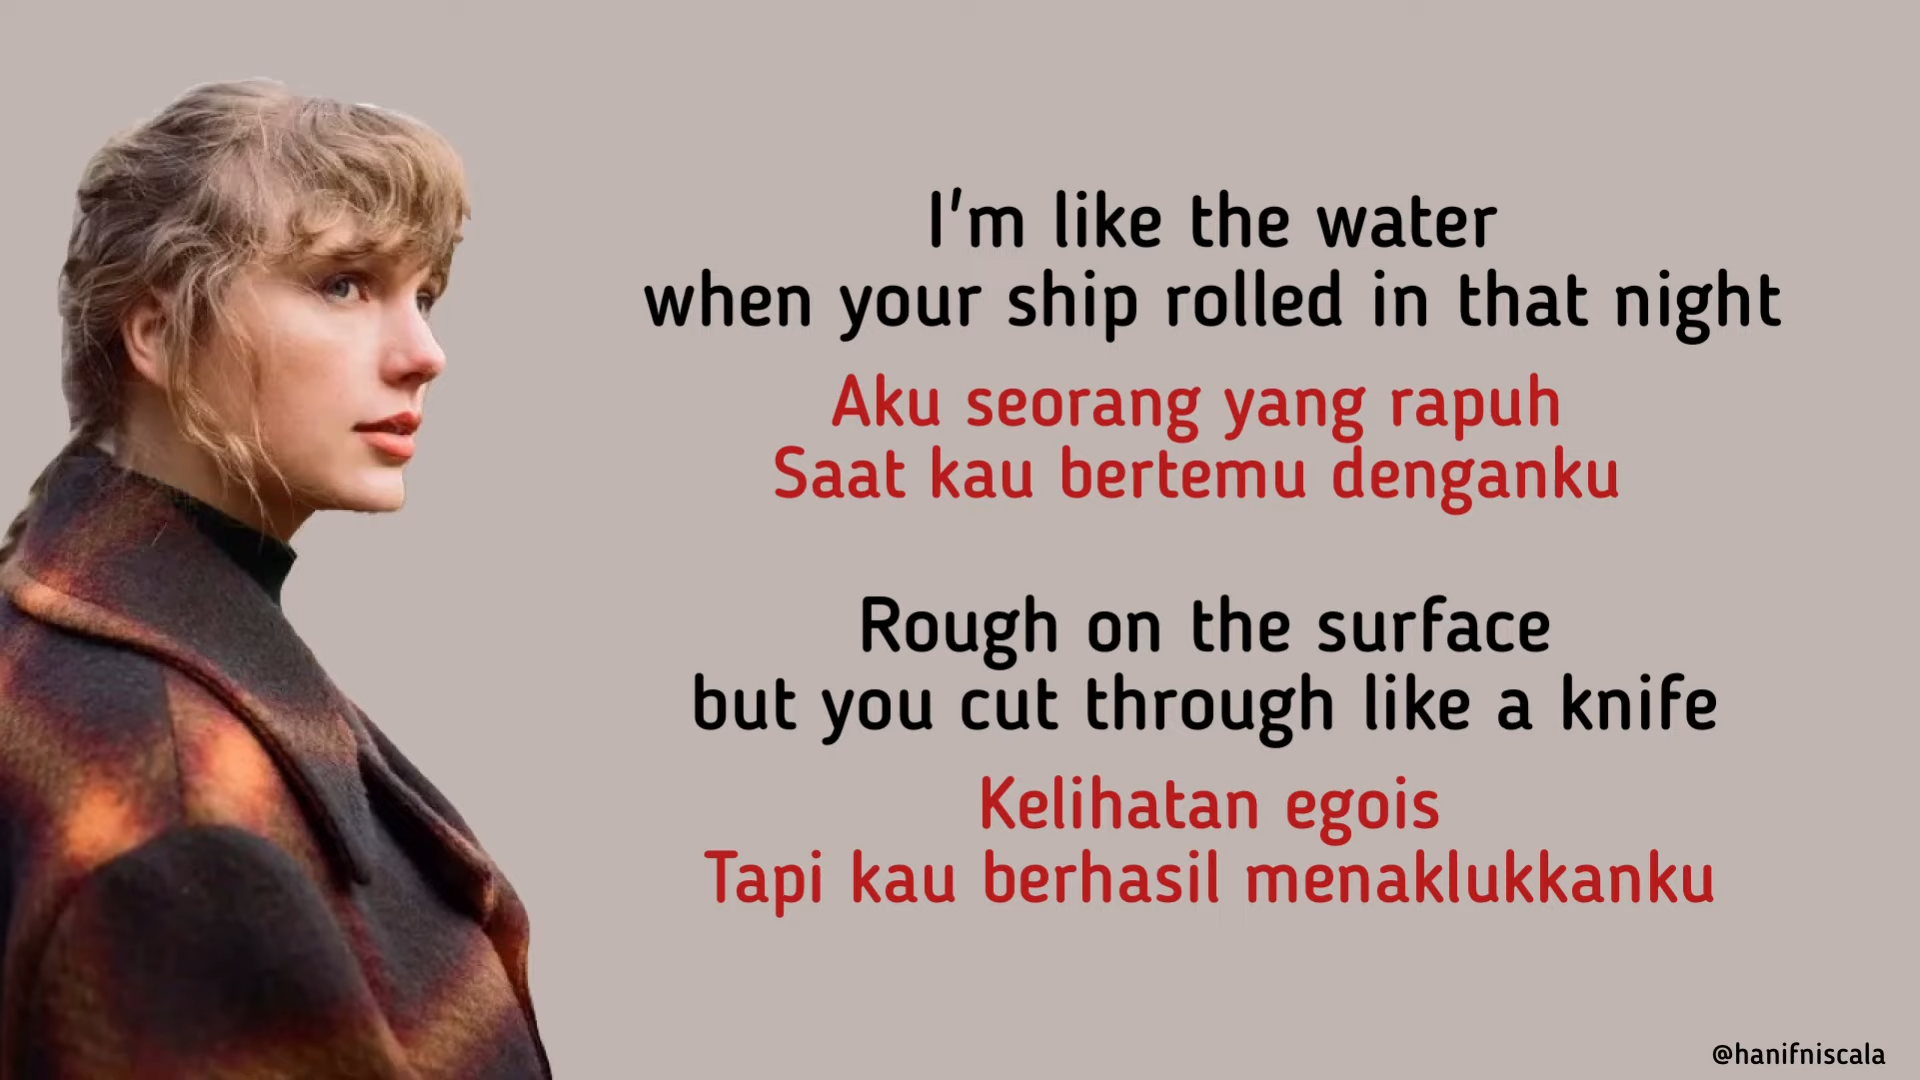 I'm like the water
when your ship rolled in that night
Aku seorang yang rapuh
Saat kau bertemu denganku
Rough on the surface
but you cut through like a knife
Kelihatan egois
Tapi kau berhasil menaklukkanku
@hanifniscala